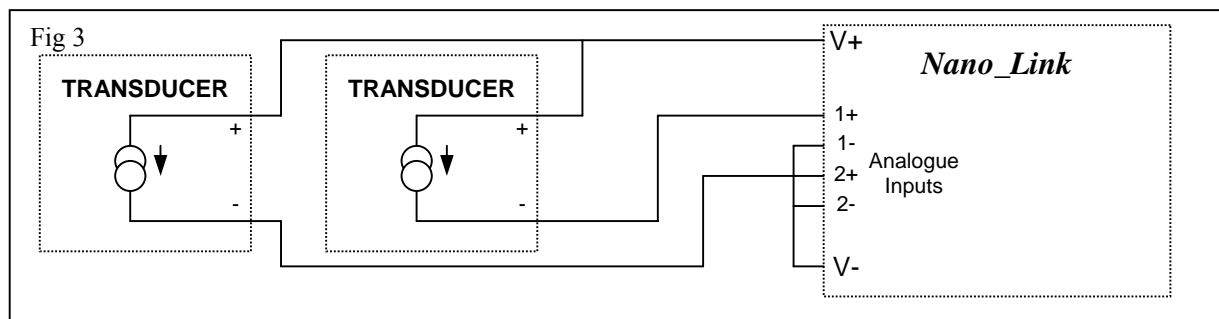 Fig 3
TRANSDUCER
+
-
TRANSDUCER
+
-
Nano_Link
V+
1+
1-
2+
2-
V-
Analogue
Inputs